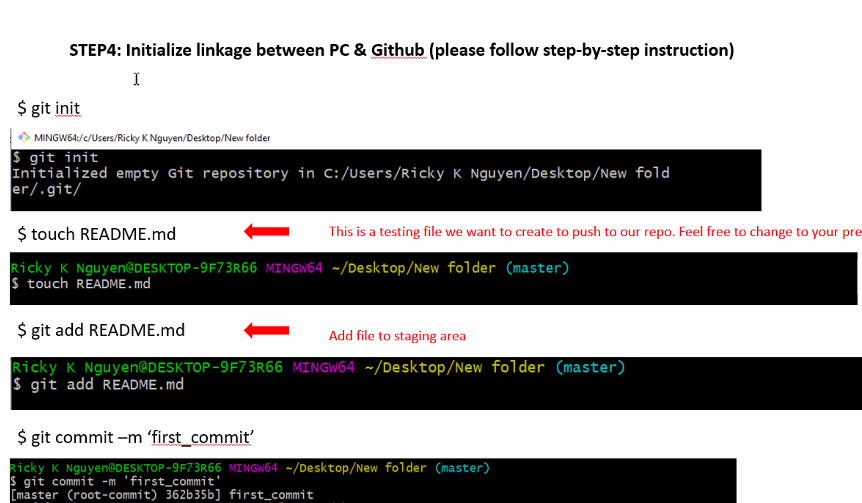 STEP4: Initialize linkage between PC & Github (please follow step-by-step instruction)
$ git init
MINGW64:/c/Users/Ricky K Nguyen/Desktop/New folder
$ git init
Initialized empty Git repository in C:/Users/Ricky K Nguyen/Desktop/New fold
er/.git/
$ touch README.md
This is a testing file we want to create to push to our repo. Feel free to change to your pre
Ricky K Nguyen@DESKTOP-9F73R66 MINGW64 ~/Desktop/New folder (master)
$ touch README.md
$ git add README.md
Add file to staging area
Ricky K Nguyen@DESKTOP-9F73R66 MINGW64 ~/Desktop/New folder (master)
$ git add README.md
$ git commit –m ‘first_commit’
Ricky K Nguyen@DESKTOP-9F73R66 MINGW64 ~/Desktop/New folder (master)
$ git commit -m 'first_commit'
[master (root-commit) 362b35b] first_commit